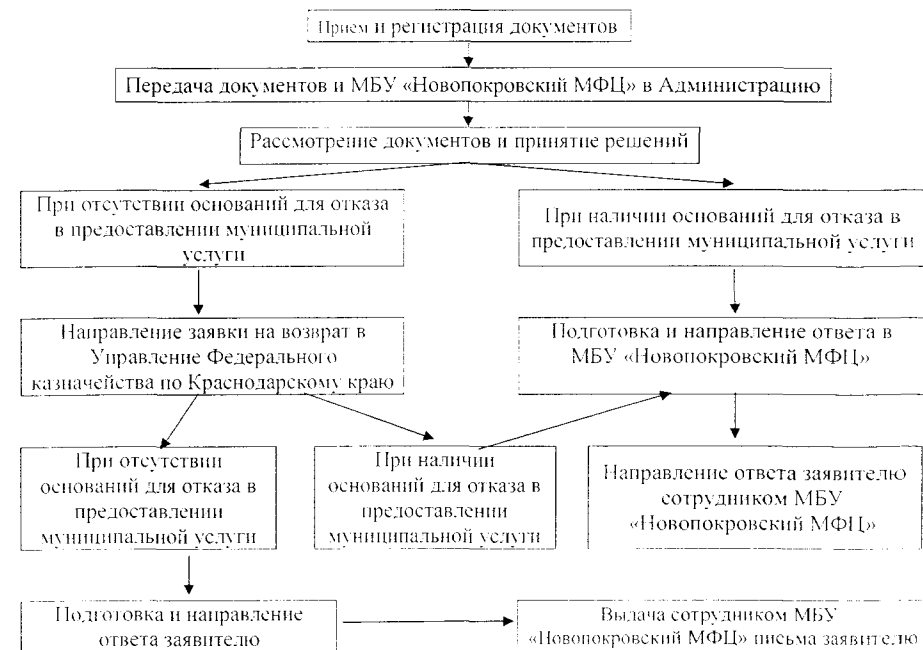 Прием и регистрация документов
Передача документов и МБУ «Новопокровский МФЦ» в Администрацию
Рассмотрение документов и принятие решений
При отсутствии оснований для отказа
в предоставлении муниципальной
услуги
При наличии оснований для отказа в
предоставлении муниципальной услуги
Направление заявки на возврат в
Управление Федерального
казначейства по Краснодарскому краю
Подготовка и направление ответа в
МБУ «Новопокровский МФЦ»
При отсутствии
оснований для отказа в
предоставлении
муниципальной услуги
При наличии
оснований для отказа в
предоставлении
муниципальной услуги
Направление ответа заявителю
сотрудником МБУ
«Новопокровский МФЦ»
Подготовка и направление
ответа заявителю
Выдача сотрудником МБУ
«Новопокровский МФЦ» письма заявителю